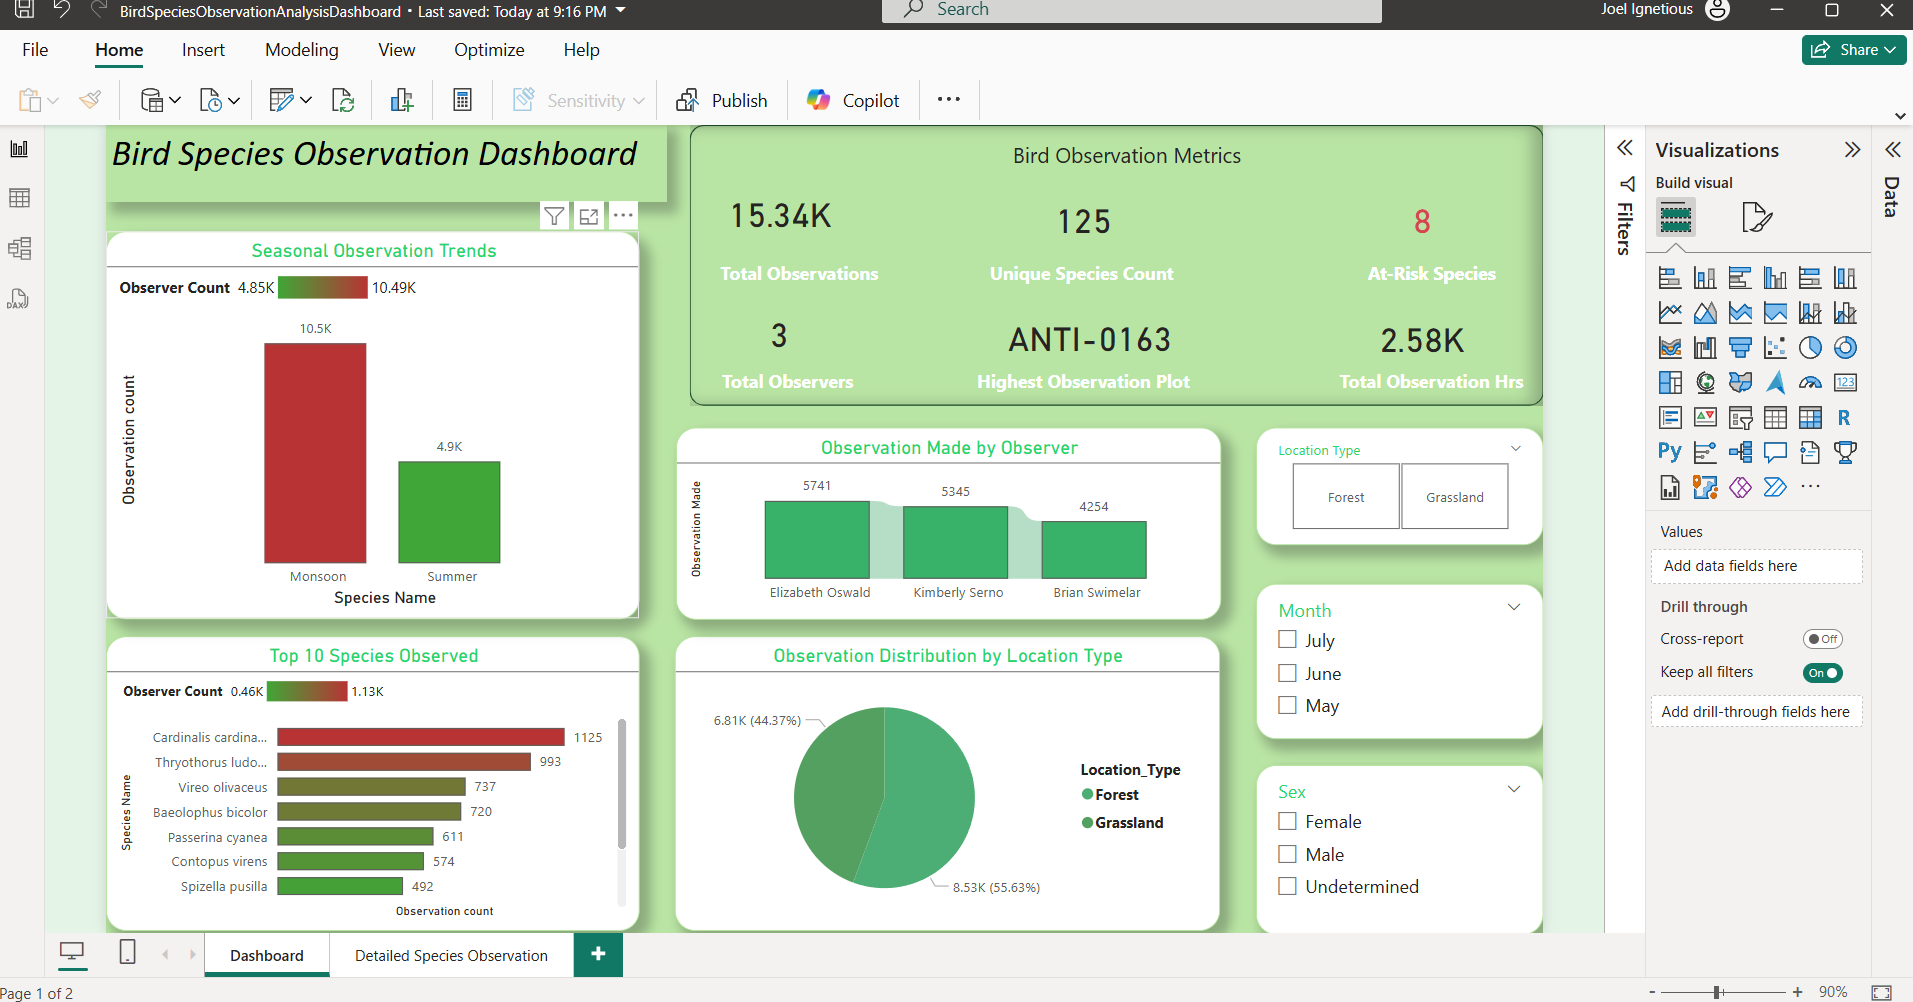 BirdSpeciesObservationAnalysisDashboard • Last saved: Today at 9:16 PM
Search
Joel Ignetious
File Home Insert Modeling View Optimize Help
Share
Sensitivity
Publish
Copilot
Bird Species Observation Dashboard
Seasonal Observation Trends
Observer Count 4.85K 10.49K
10.5K
4.9K
Observation count
Monsoon Summer
Species Name
Top 10 Species Observed
Observer Count 0.46K 1.13K
Species Name
Cardinalis cardina... 1125
Thryothorus ludo... 993
Vireo olivaceus 737
Baeolophus bicolor 720
Passerina cyanea 611
Contopus virens 574
Spizella pusilla 492
Observation count
Bird Observation Metrics
15.34K 125 8
Total Observations Unique Species Count At-Risk Species
3 ANTI-0163 2.58K
Total Observers Highest Observation Plot Total Observation Hrs
Observation Made by Observer
Observation Made
5741 5345 4254
Elizabeth Oswald Kimberly Serno Brian Swimelar
Observation Distribution by Location Type
6.81K (44.37%)
8.53K (55.63%)
Location_Type
Forest
Grassland
Location Type
Forest Grassland
Month
July
June
May
Sex
Female
Male
Undetermined
Filters
Visualizations
Build visual
123
R
Py
Values
Add data fields here
Drill through
Cross-report Off
Keep all filters On
Add drill-through fields here
Data
DAX
Dashboard Detailed Species Observation
Page 1 of 2
- + 90%